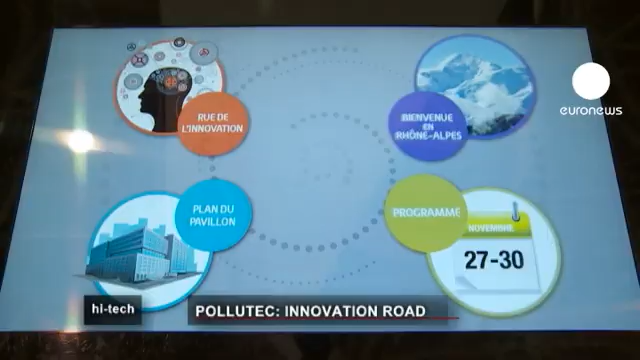 RUE DE
L'INNOVATION
BIENVENUE
EN
RHÔNE-ALPES
euronews
PLAN DU
PAVILLON
PROGRAMME
NOVEMBRE
27-30
hi-tech
POLLUTEC: INNOVATION ROAD